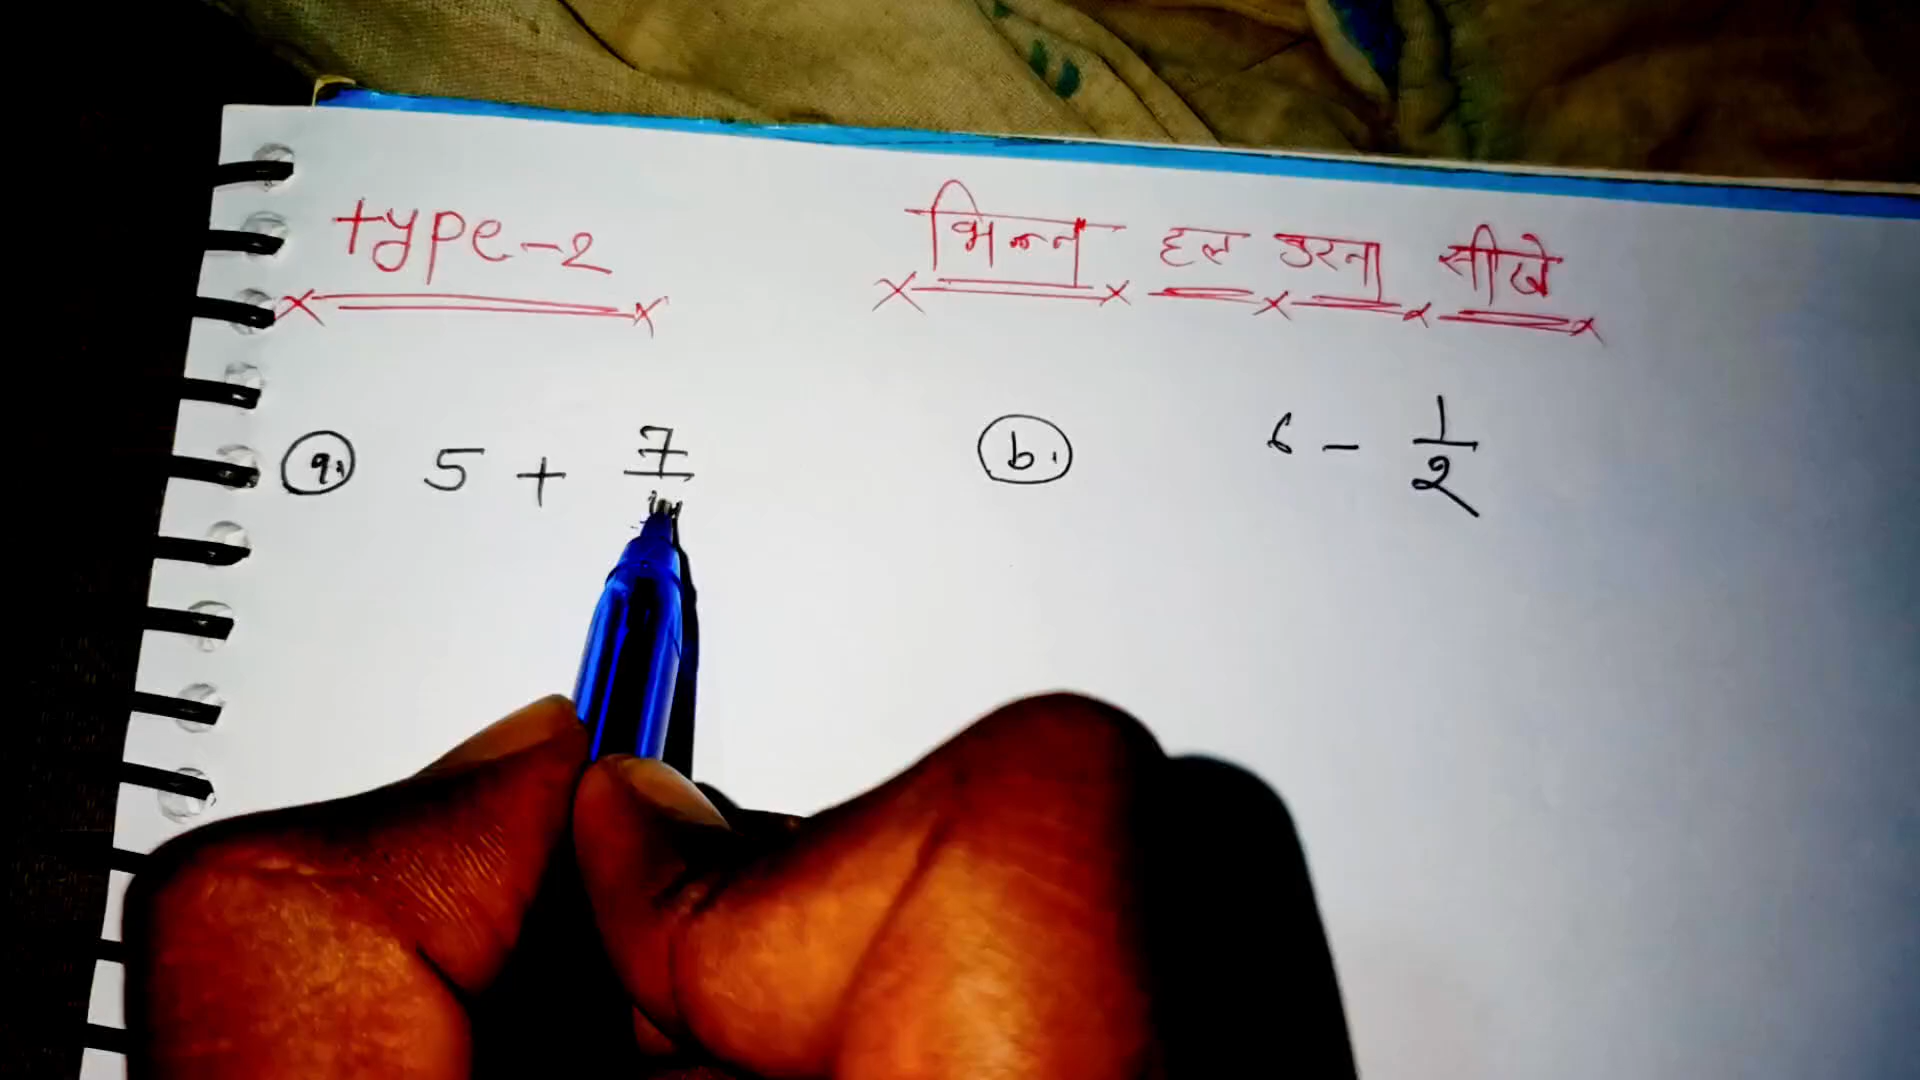 type-2
भिन्न हल करना सीखे
a. 5 + 7/
b. 6 - 1/2